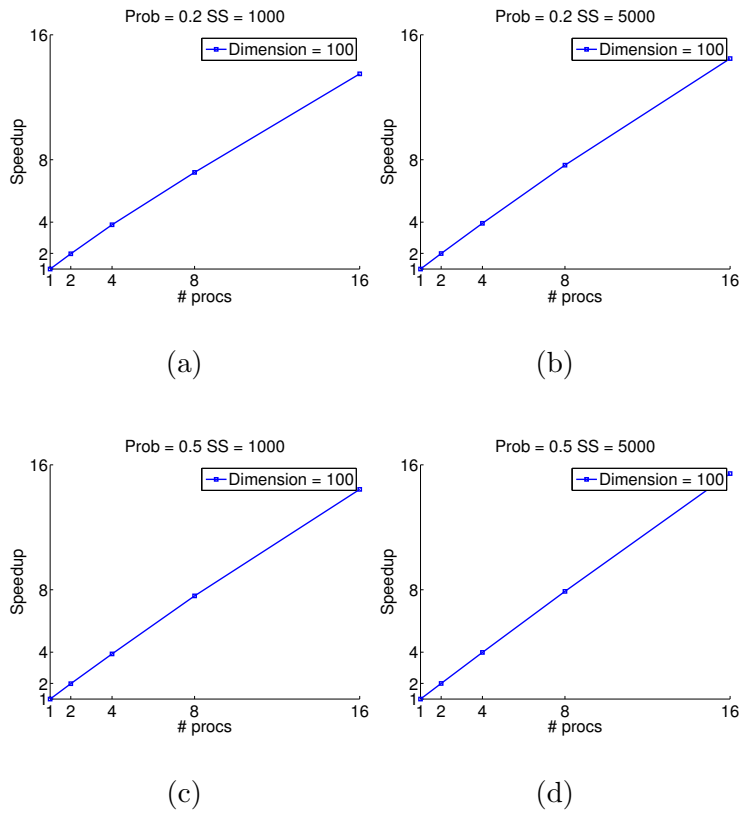 Prob = 0.2 SS = 1000
Dimension = 100
16
8
4
2
1
Speedup
1 2 4 8 16
# procs
(a)
Prob = 0.2 SS = 5000
Dimension = 100
16
8
4
2
1
Speedup
1 2 4 8 16
# procs
(b)
Prob = 0.5 SS = 1000
Dimension = 100
16
8
4
2
1
Speedup
1 2 4 8 16
# procs
(c)
Prob = 0.5 SS = 5000
Dimension = 100
16
8
4
2
1
Speedup
1 2 4 8 16
# procs
(d)